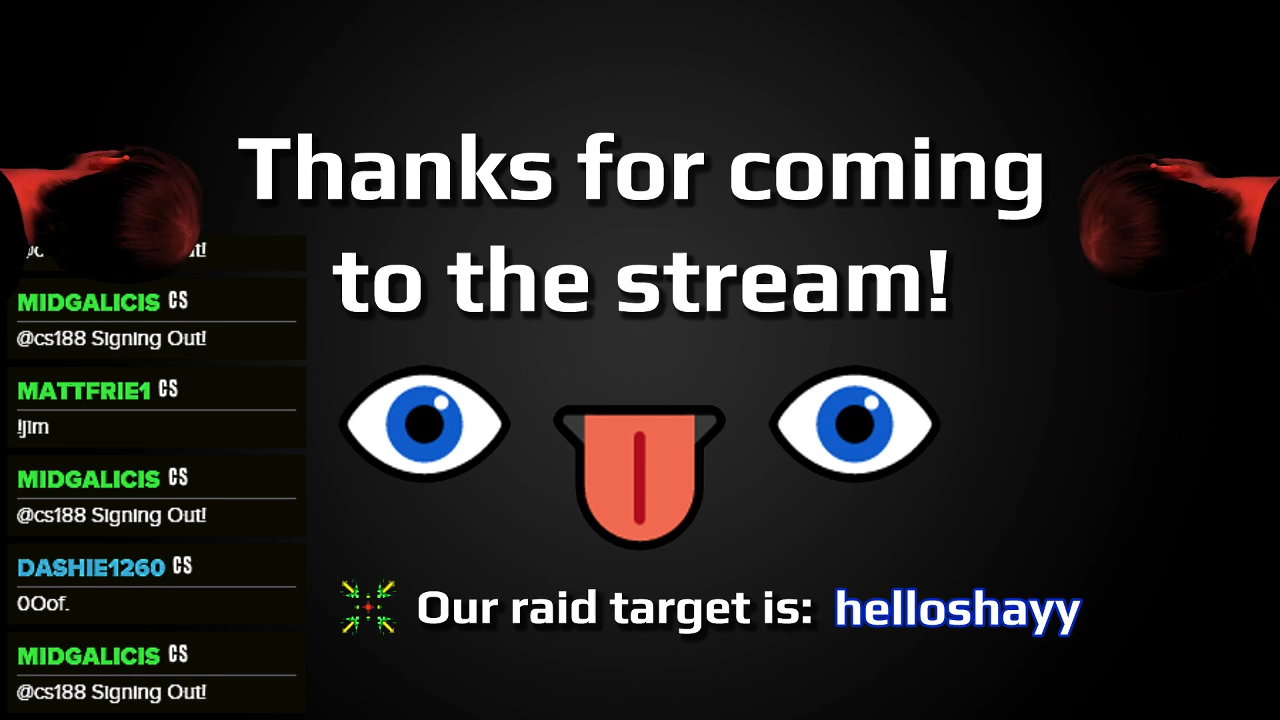 Thanks for coming
to the stream!
MIDGALICIS CS
@cs188 Signing Out!
MATTFRIE1 CS
!jim
MIDGALICIS CS
@cs188 Signing Out!
DASHIE1260 CS
0Oof.
MIDGALICIS CS
@cs188 Signing Out!
Our raid target is: helloshayy